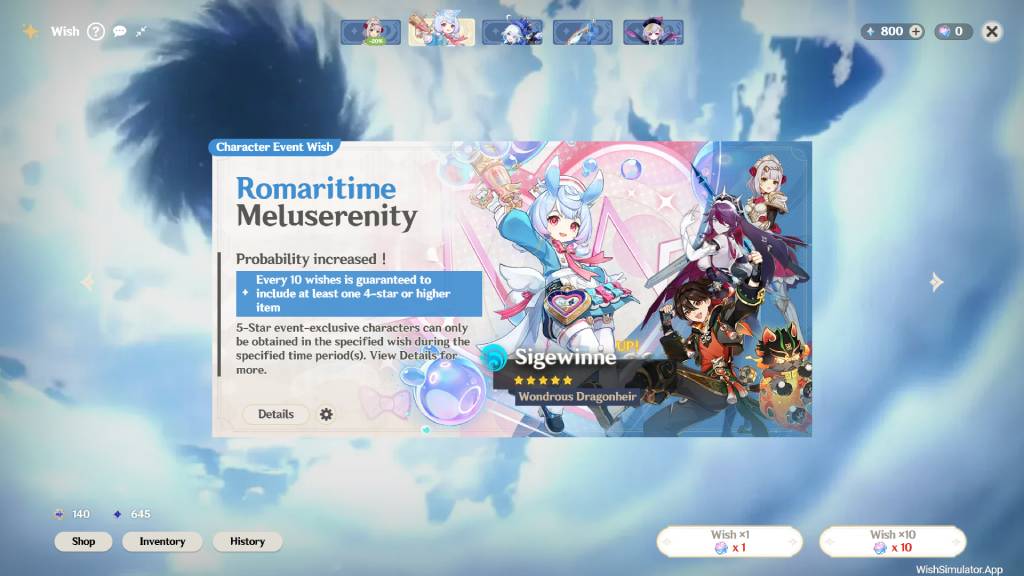 Wish ?
-20%
800 +
0
Character Event Wish
Romaritime
Meluserenity
Probability increased !
Every 10 wishes is guaranteed to
include at least one 4-star or higher
item
5-Star event-exclusive characters can only
be obtained in the specified wish during the
specified time period(s). View Details for
more.
Details
UP!
Sigewinne
Wondrous Dragonheir
140
645
Shop
Inventory
History
Wish ×1
x 1
Wish ×10
x 10
WishSimulator.App